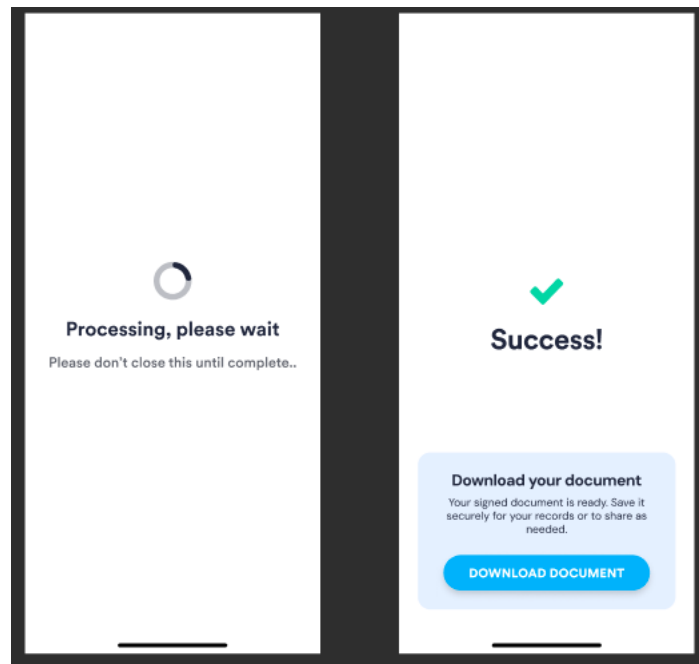 Processing, please wait
Please don't close this until complete..
Success!
Download your document
Your signed document is ready. Save it
securely for your records or to share as
needed.
DOWNLOAD DOCUMENT